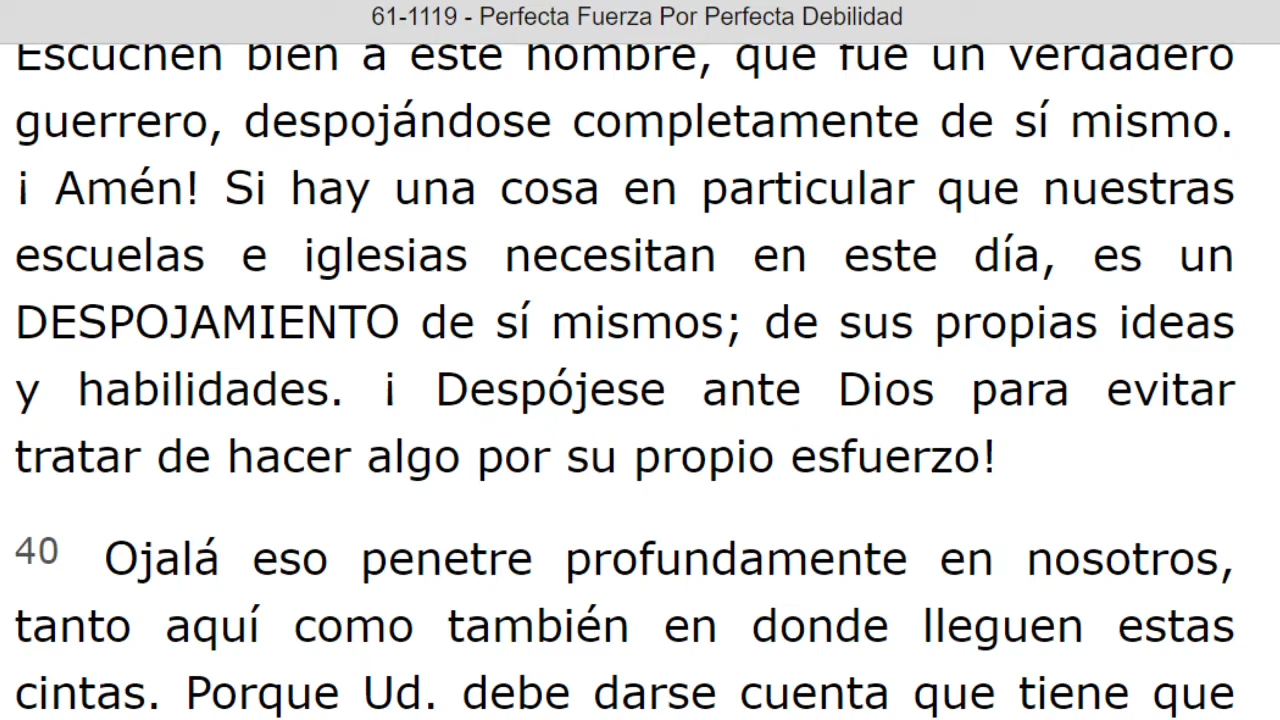 61-1119 - Perfecta Fuerza Por Perfecta Debilidad
Escuchen bien a este hombre, que fue un verdadero
guerrero, despojándose completamente de sí mismo.
¡ Amén! Si hay una cosa en particular que nuestras
escuelas e iglesias necesitan en este día, es un
DESPOJAMIENTO de sí mismos; de sus propias ideas
y habilidades. ¡ Despójese ante Dios para evitar
tratar de hacer algo por su propio esfuerzo!
40 Ojalá eso penetre profundamente en nosotros,
tanto aquí como también en donde lleguen estas
cintas. Porque Ud. debe darse cuenta que tiene que